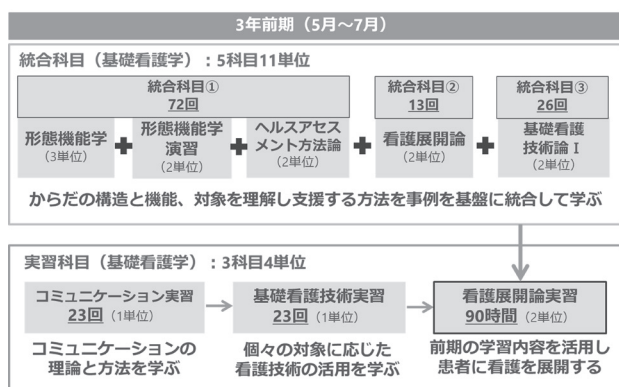 3年前期（5月～7月）
統合科目（基礎看護学）：5科目11単位
統合科目①
72回
統合科目②
13回
統合科目③
26回
形態機能学
（3単位）
形態機能学
演習
（2単位）
ヘルスアセス
メント方法論
（2単位）
看護展開論
（2単位）
基礎看護
技術論Ⅰ
（2単位）
からだの構造と機能、対象を理解し支援する方法を事例を基盤に統合して学ぶ
実習科目（基礎看護学）：3科目4単位
コミュニケーション実習
23回（1単位）
基礎看護技術実習
23回（1単位）
看護展開論実習
90時間（2単位）
コミュニケーションの
理論と方法を学ぶ
個々の対象に応じた
看護技術の活用を学ぶ
前期の学習内容を活用し
患者に看護を展開する